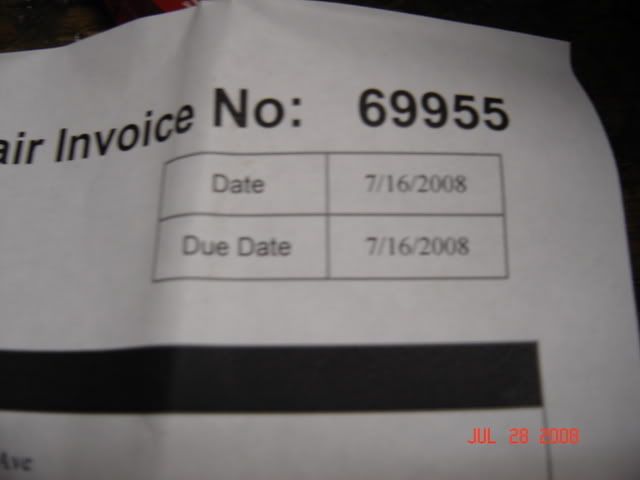 air Invoice No: 69955
Date 7/16/2008
Due Date 7/16/2008
Ave
JUL 28 2008